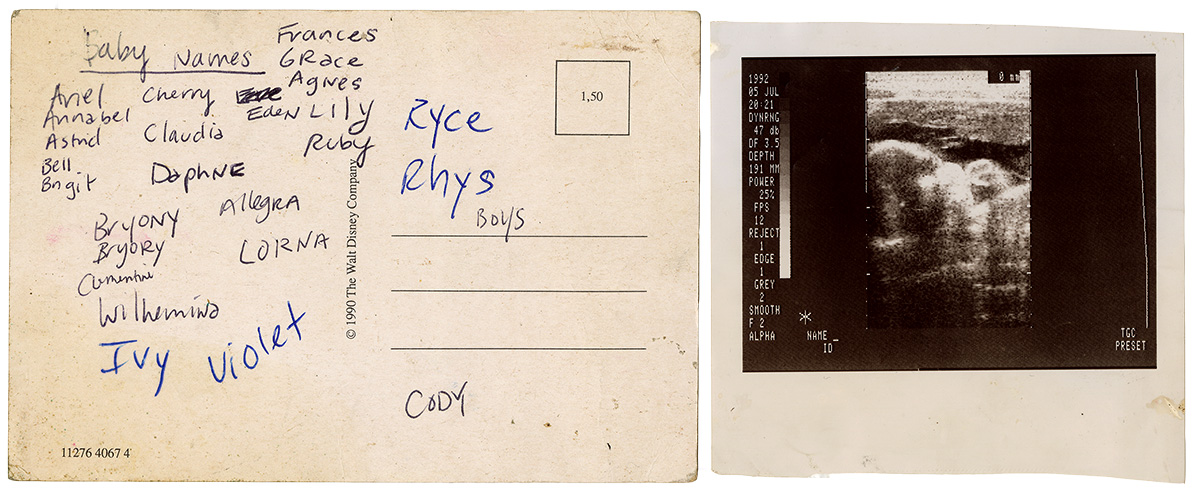 Baby Names
Frances
Grace
Agnes
Ariel
Annabel
Astrid
Bell
Brigit
Cherry
Claudia
Daphne
Eden
Lily
Ruby
Bryony
Bryory
Clementine
Wilhemina
Allegra
LORNA
Ivy Violet
Ryce
Rhys
Boys
CODY
1,50
© 1990 The Walt Disney Company
11276 4067 4
1992
05 JUL
20:21
DYNRNG
47 db
DF 3.5
DEPTH
191 MM
POWER
25%
FPS
12
REJECT
1
EDGE
1
GREY
2
SMOOTH
F 2
ALPHA
NAME _
ID
0 mm
TGC
PRESET